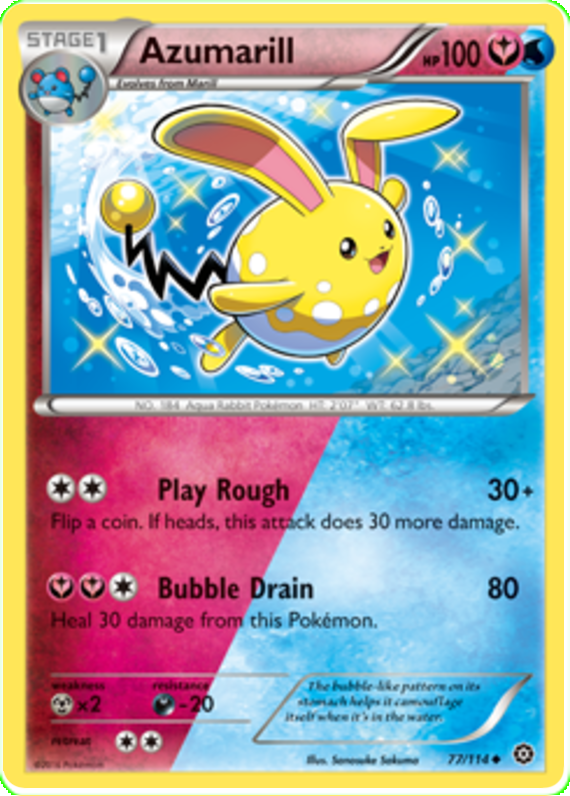 STAGE1
Azumarill
HP100
Evolves from Marill
NO. 184 Aqua Rabbit Pokémon HT: 2'07" WT: 62.8 lbs.
Play Rough 30+
Flip a coin. If heads, this attack does 30 more damage.
Bubble Drain 80
Heal 30 damage from this Pokémon.
weakness resistance
×2 -20
The bubble-like pattern on its
stomach helps it camouflage
itself when it's in the water.
retreat
©2016 Pokémon
Illus. Sanosuke Sakuma 77/114